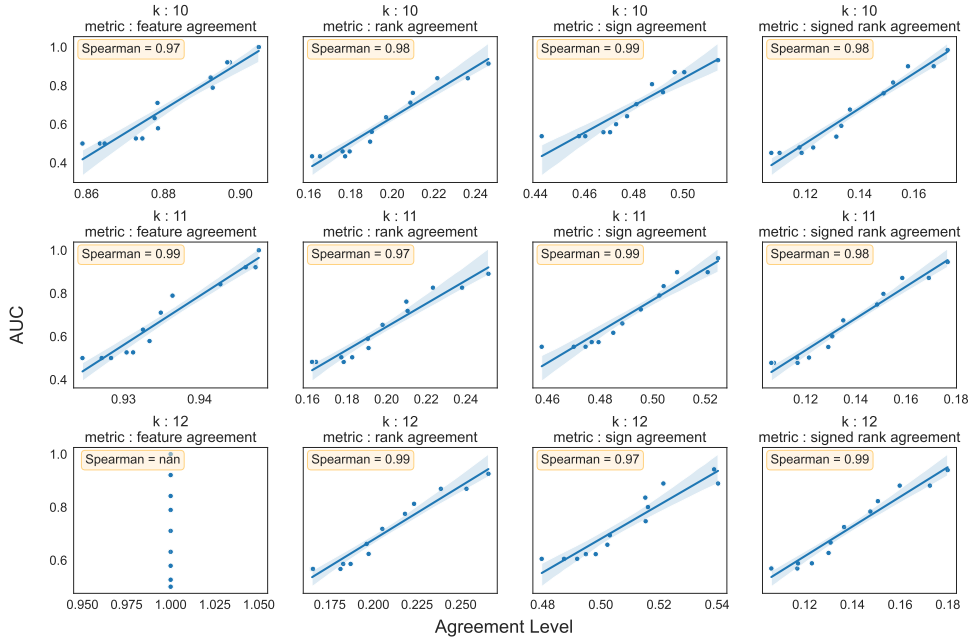 k : 10
metric : feature agreement
k : 10
metric : rank agreement
k : 10
metric : sign agreement
k : 10
metric : signed rank agreement
Spearman = 0.97
Spearman = 0.98
Spearman = 0.99
Spearman = 0.98
1.0
0.8
0.6
0.4
0.86 0.88 0.90
0.16 0.18 0.20 0.22 0.24
0.44 0.46 0.48 0.50
0.12 0.14 0.16
k : 11
metric : feature agreement
k : 11
metric : rank agreement
k : 11
metric : sign agreement
k : 11
metric : signed rank agreement
Spearman = 0.99
Spearman = 0.97
Spearman = 0.99
Spearman = 0.98
AUC
1.0
0.8
0.6
0.4
0.93 0.94
0.16 0.18 0.20 0.22 0.24
0.46 0.48 0.50 0.52
0.12 0.14 0.16 0.18
k : 12
metric : feature agreement
k : 12
metric : rank agreement
k : 12
metric : sign agreement
k : 12
metric : signed rank agreement
Spearman = nan
Spearman = 0.99
Spearman = 0.97
Spearman = 0.99
1.0
0.8
0.6
0.950 0.975 1.000 1.025 1.050
0.175 0.200 0.225 0.250
0.48 0.50 0.52 0.54
0.12 0.14 0.16 0.18
Agreement Level